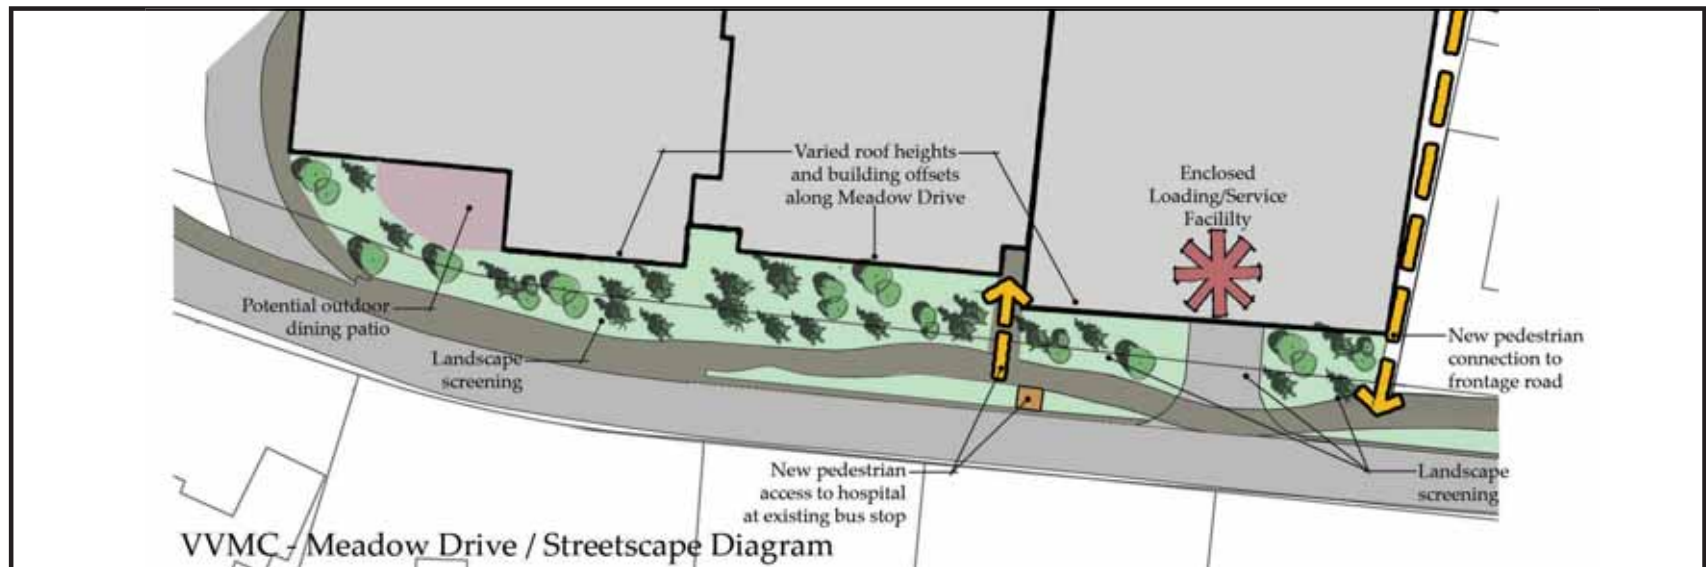 Varied roof heights
and building offsets
along Meadow Drive
Enclosed
Loading/Service
Facililty
Potential outdoor
dining patio
Landscape
screening
New pedestrian
connection to
frontage road
New pedestrian
access to hospital
at existing bus stop
Landscape
screening
VVMC - Meadow Drive / Streetscape Diagram